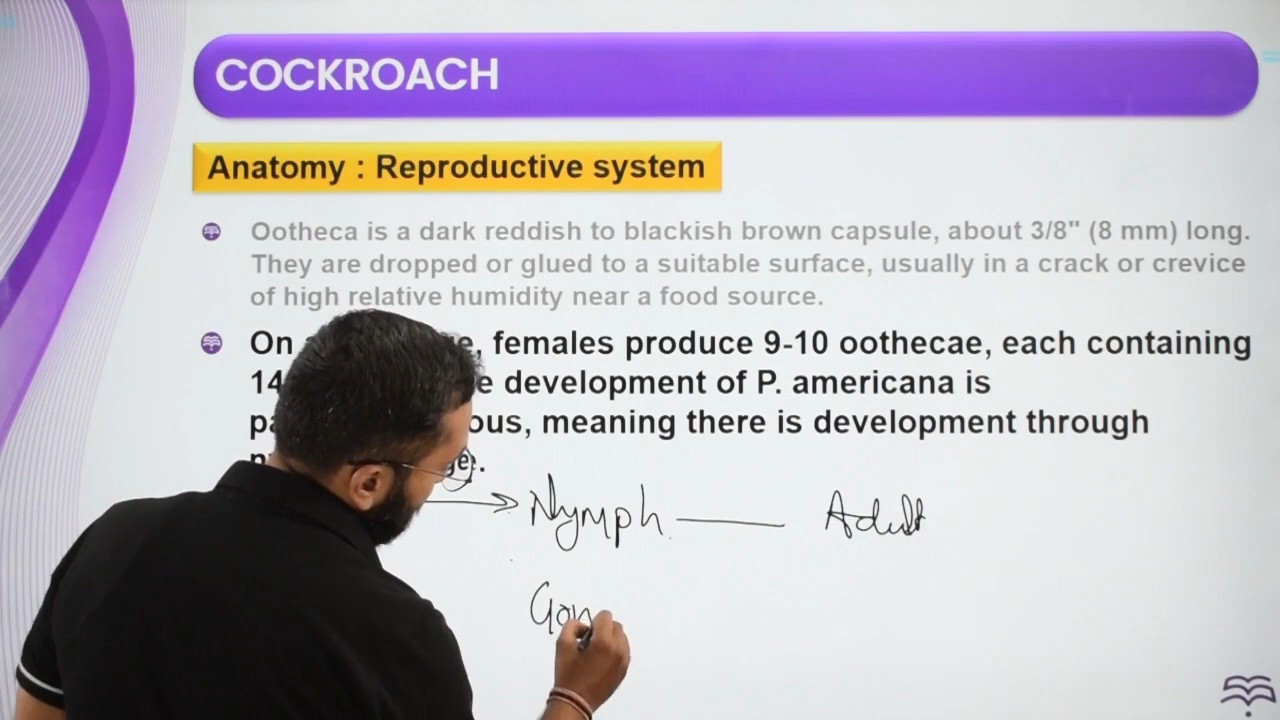 COCKROACH
Anatomy : Reproductive system
Ootheca is a dark reddish to blackish brown capsule, about 3/8" (8 mm) long.
They are dropped or glued to a suitable surface, usually in a crack or crevice
of high relative humidity near a food source.
On females produce 9-10 oothecae, each containing
14 development of P. americana is
meaning there is development through
Nymph Adult
Gon